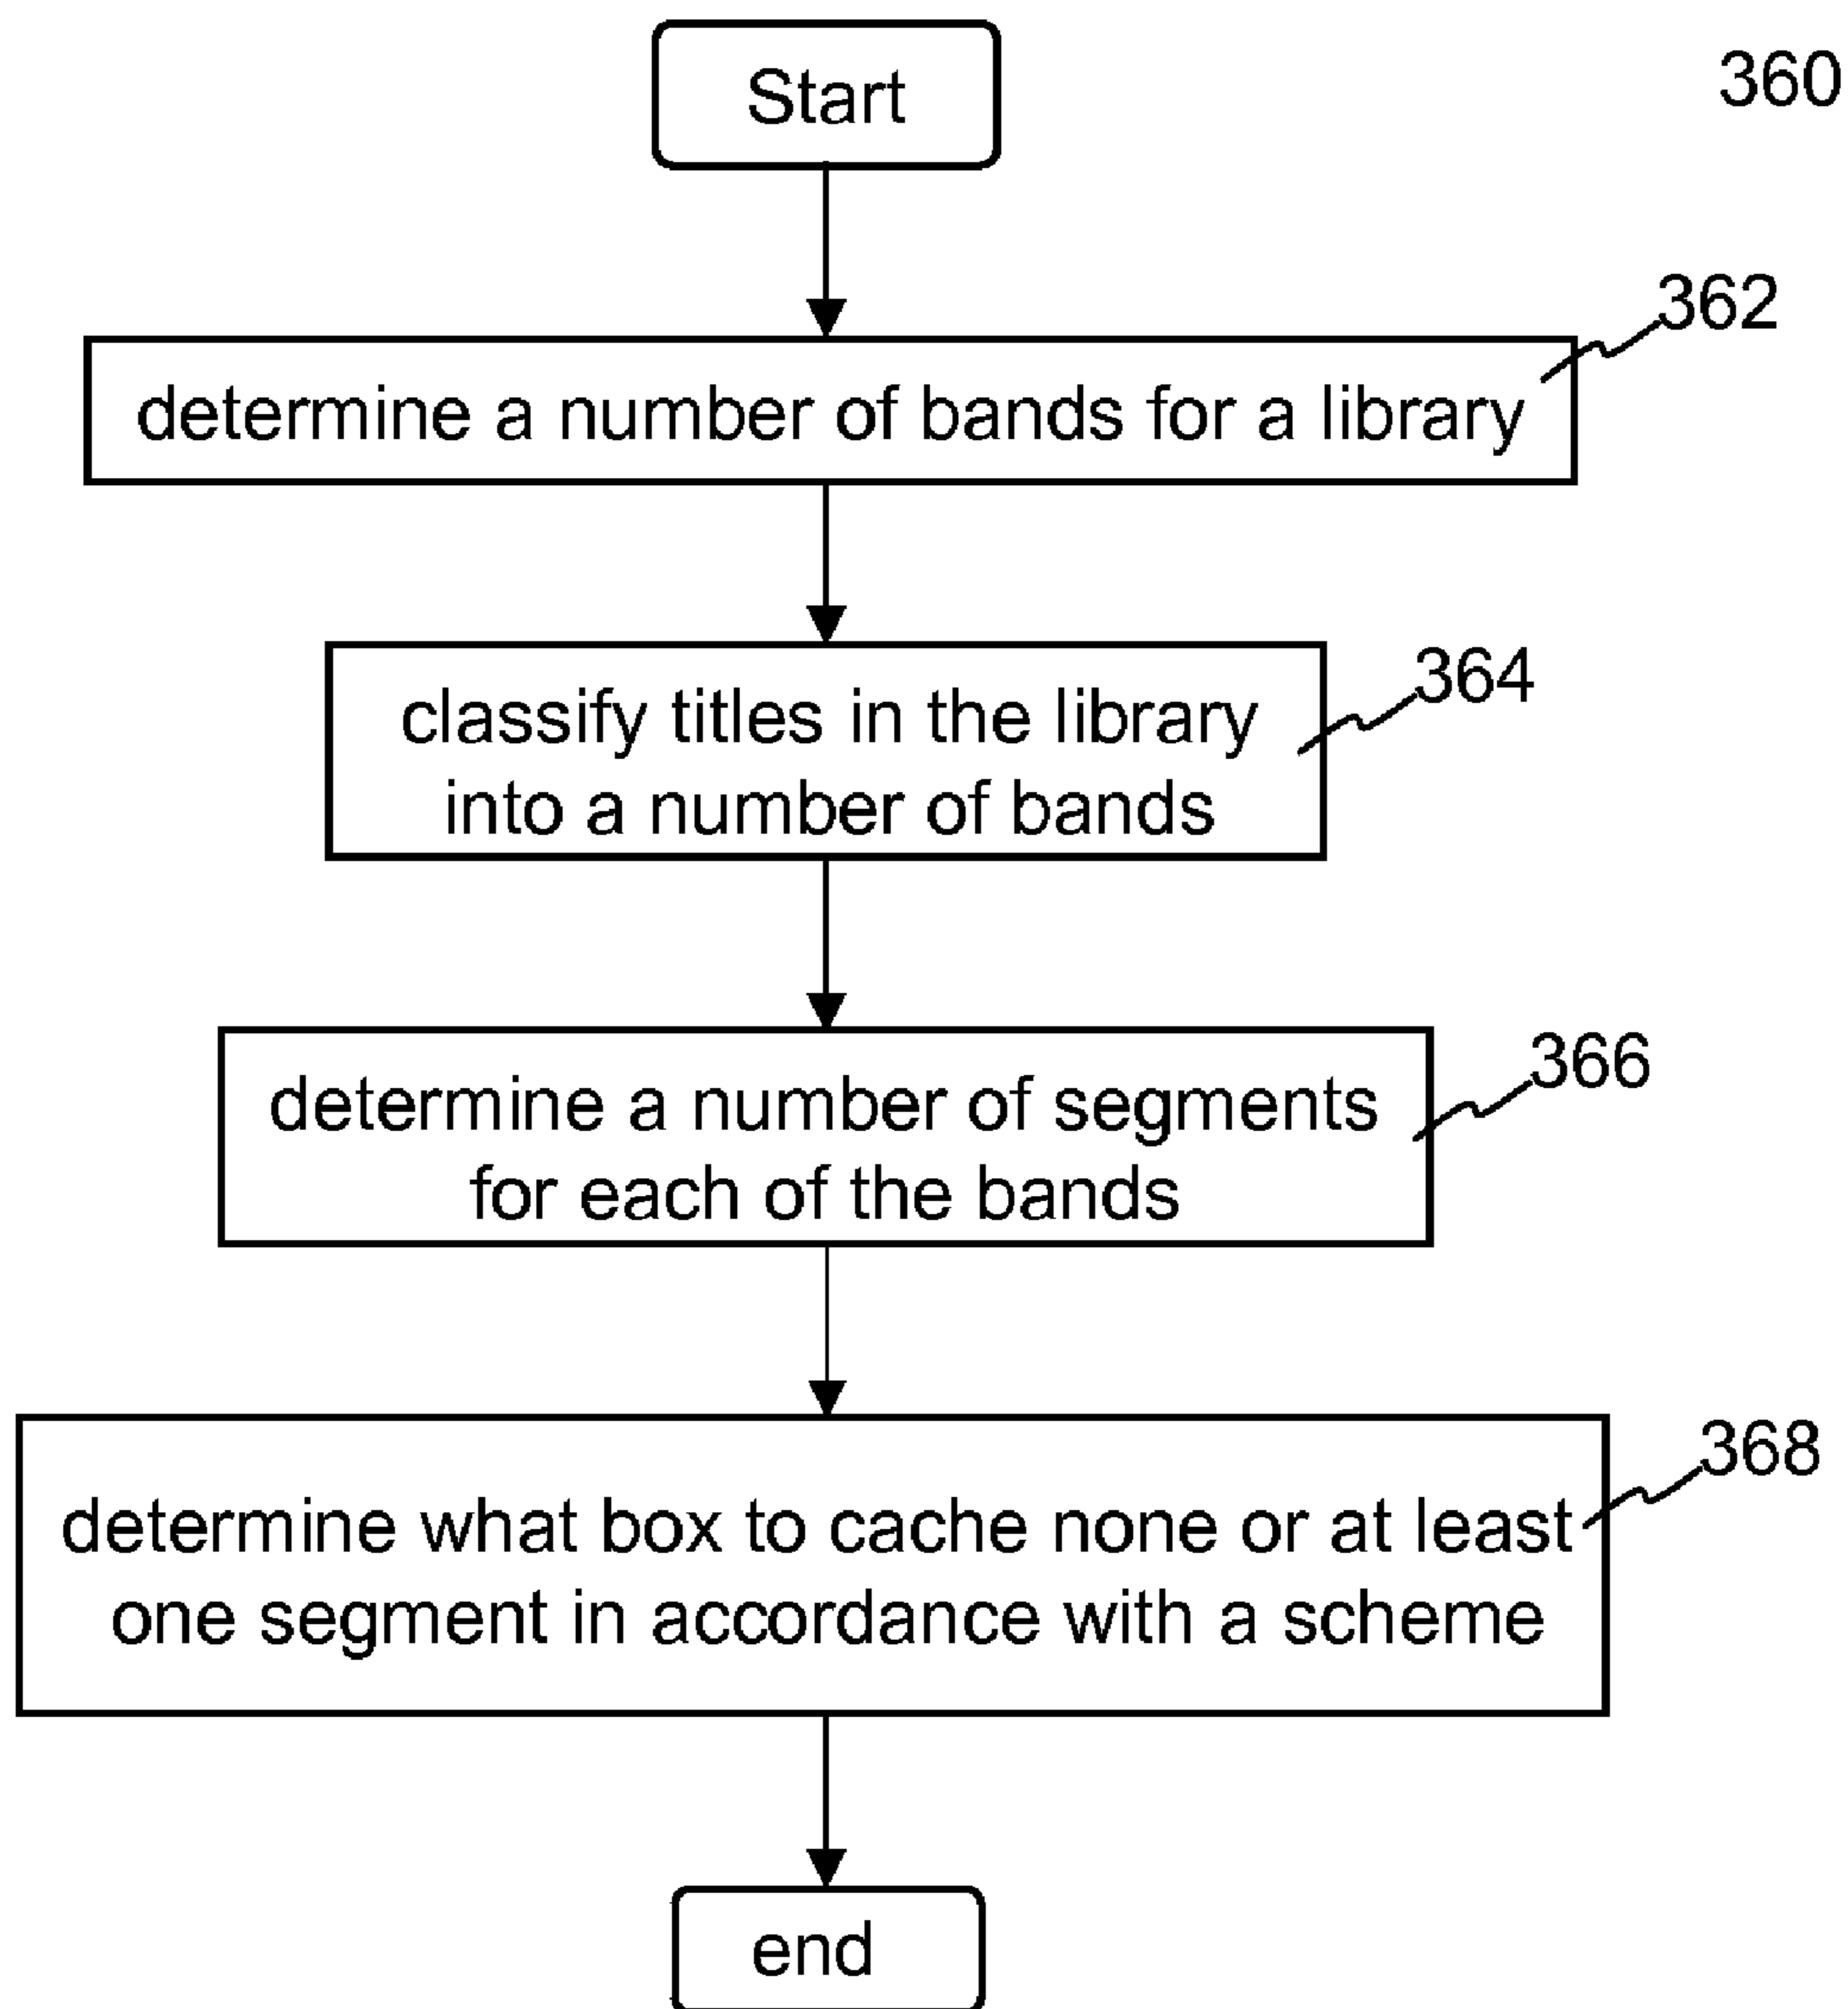 Start
360
362
determine a number of bands for a library
364
classify titles in the library
into a number of bands
366
determine a number of segments
for each of the bands
368
determine what box to cache none or at least
one segment in accordance with a scheme
end